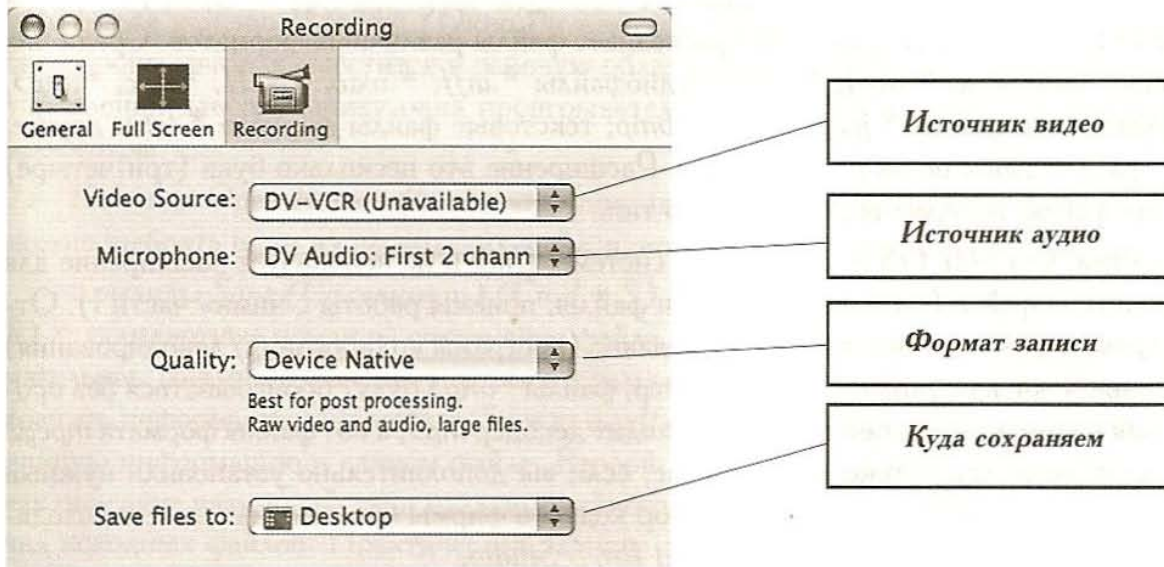 Recording
General Full Screen Recording
Video Source: DV-VCR (Unavailable)
Источник видео
Microphone: DV Audio: First 2 chann
Источник аудио
Quality: Device Native
Формат записи
Best for post processing.
Raw video and audio, large files.
Куда сохраняем
Save files to: Desktop